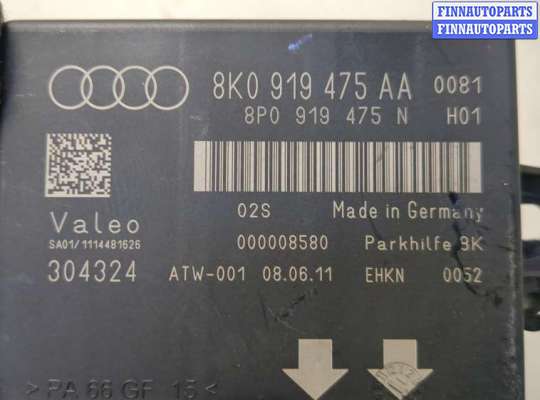 FINNAUTOPARTS
FINNAUTOPARTS
8K0 919 475 AA 0081
8P0 919 475 N H01
02S Made in Germany
Valeo
SA01/1114481626
000008580 Parkhilfe 8K
304324 ATW-001 08.06.11 EHKN 0052
>PA 66 GF 15<